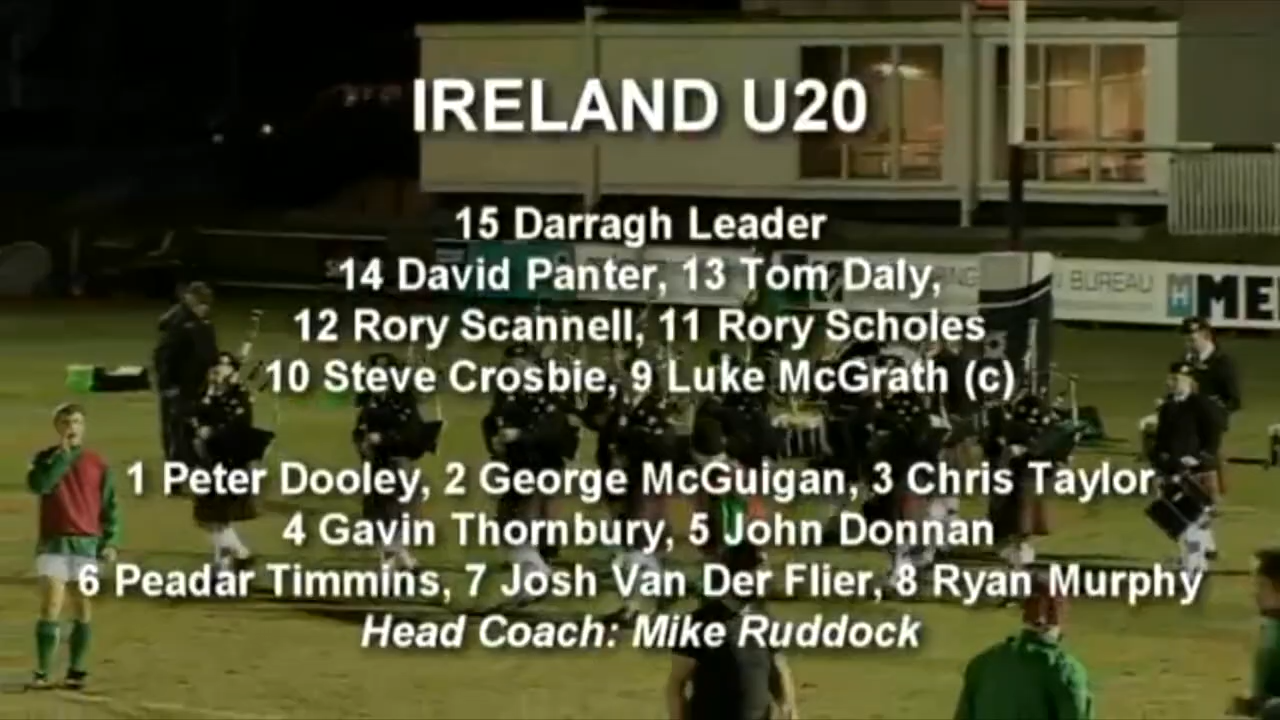 IRELAND U20
15 Darragh Leader
14 David Panter, 13 Tom Daly,
12 Rory Scannell, 11 Rory Scholes
10 Steve Crosbie, 9 Luke McGrath (c)
1 Peter Dooley, 2 George McGuigan, 3 Chris Taylor
4 Gavin Thornbury, 5 John Donnan
6 Peadar Timmins, 7 Josh Van Der Flier, 8 Ryan Murphy
Head Coach: Mike Ruddock
BUREAU
ME